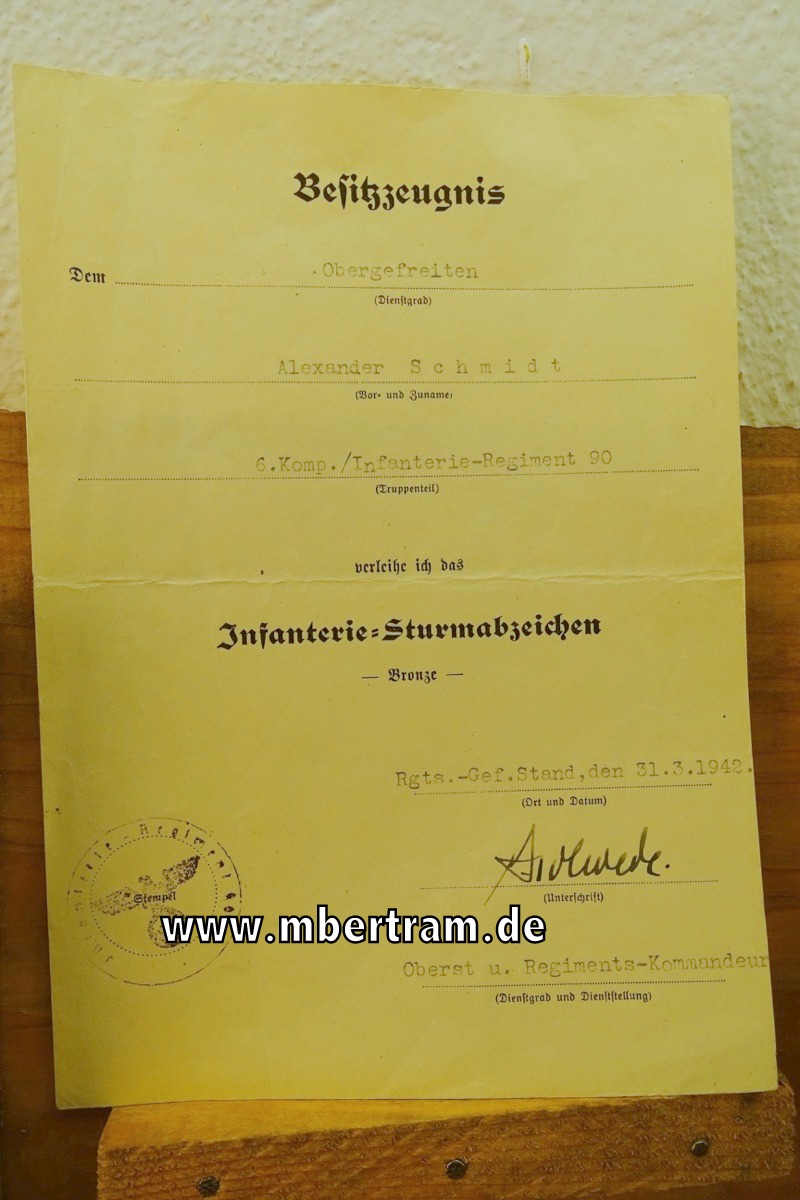 Besitzzeugnis
Dem Obergefreiten
(Dienstgrad)
Alexander Schmidt
(Vor- und Zuname)
6.Komp./Infanterie-Regiment 90
(Truppenteil)
verleihe ich das
Infanterie-Sturmabzeichen
— Bronze —
Rgts.-Gef.Stand,den 31.3.1942.
(Ort und Datum)
(Unterschrift)
Infanterie-Regiment
Stempel
www.mbertram.de
Oberst u. Regiments-Kommandeur
(Dienstgrad und Dienststellung)